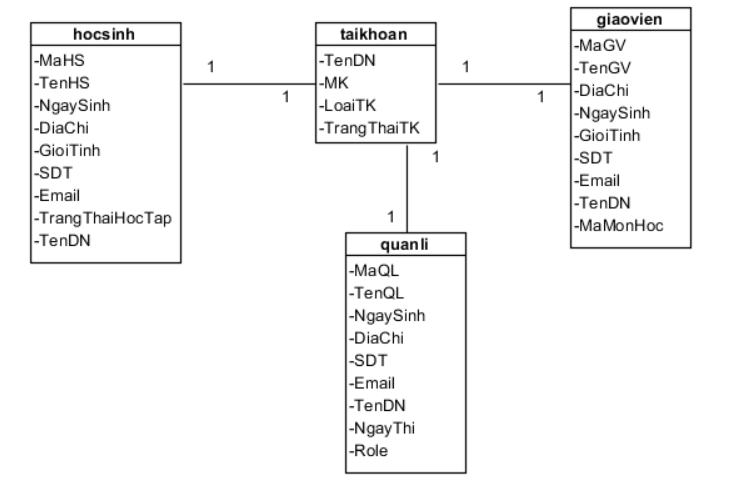 hocsinh
-MaHS
-TenHS
-NgaySinh
-DiaChi
-GioiTinh
-SDT
-Email
-TrangThaiHocTap
-TenDN
1
1
taikhoan
-TenDN
-MK
-LoaiTK
-TrangThaiTK
1
1
giaovien
-MaGV
-TenGV
-DiaChi
-NgaySinh
-GioiTinh
-SDT
-Email
-TenDN
-MaMonHoc
1
1
quanli
-MaQL
-TenQL
-NgaySinh
-DiaChi
-SDT
-Email
-TenDN
-NgayThi
-Role